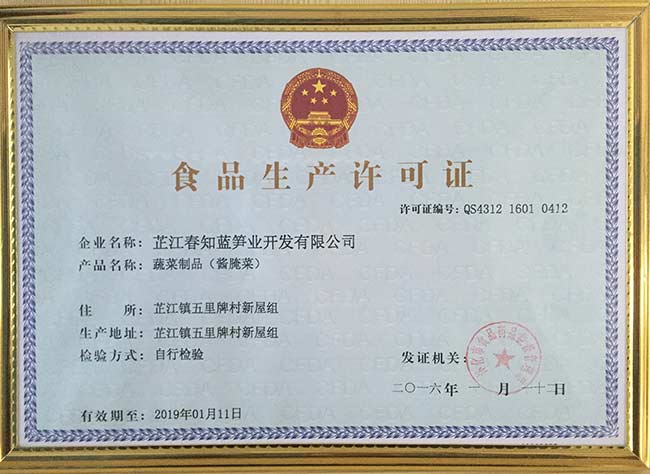 食品生产许可证
许可证编号：QS4312 1601 0412
企业名称：芷江春知蓝笋业开发有限公司
产品名称：蔬菜制品（酱腌菜）
住 所：芷江镇五里牌村新屋组
生产地址：芷江镇五里牌村新屋组
检验方式：自行检验
发证机关：
二〇一六年 一 月 十二 日
有效期至：2019年01月11日